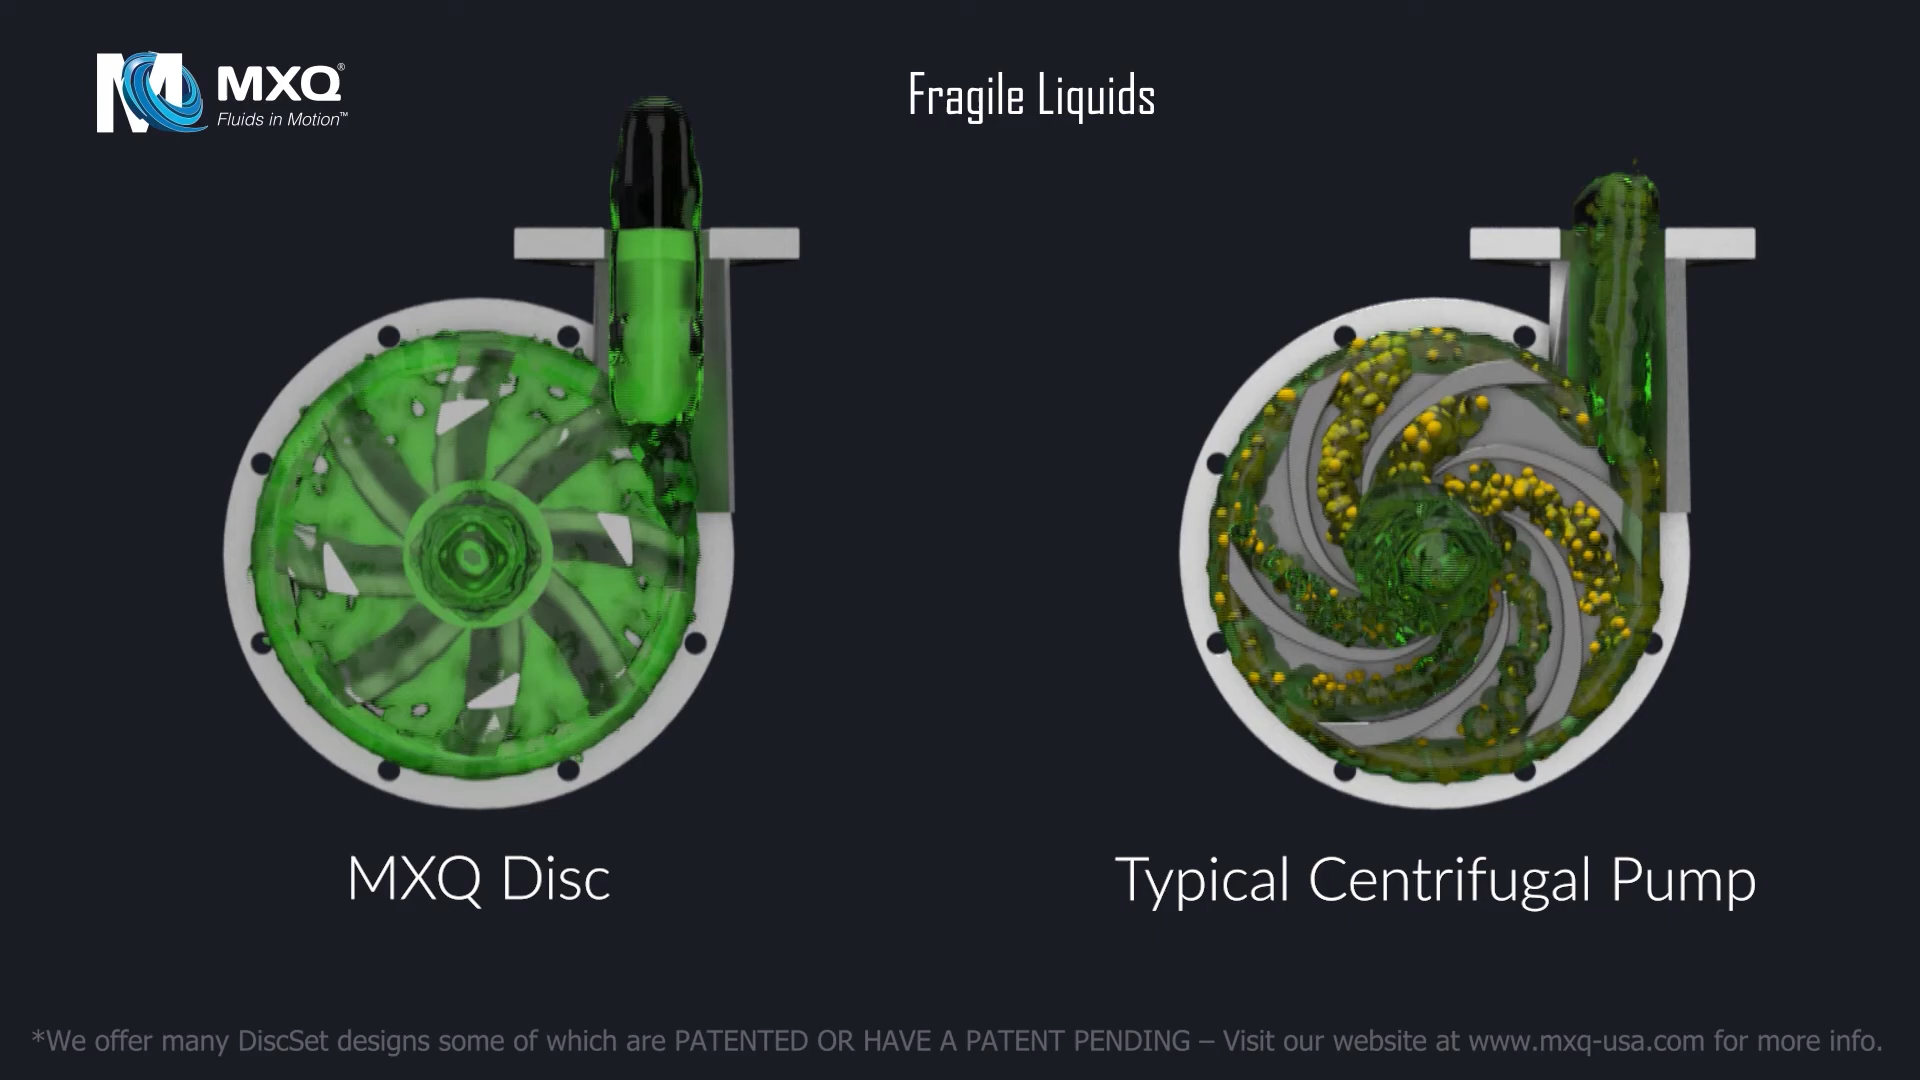 MXQ®
Fluids in Motion™
Fragile Liquids
MXQ Disc
Typical Centrifugal Pump
*We offer many DiscSet designs some of which are PATENTED OR HAVE A PATENT PENDING – Visit our website at www.mxq-usa.com for more info.